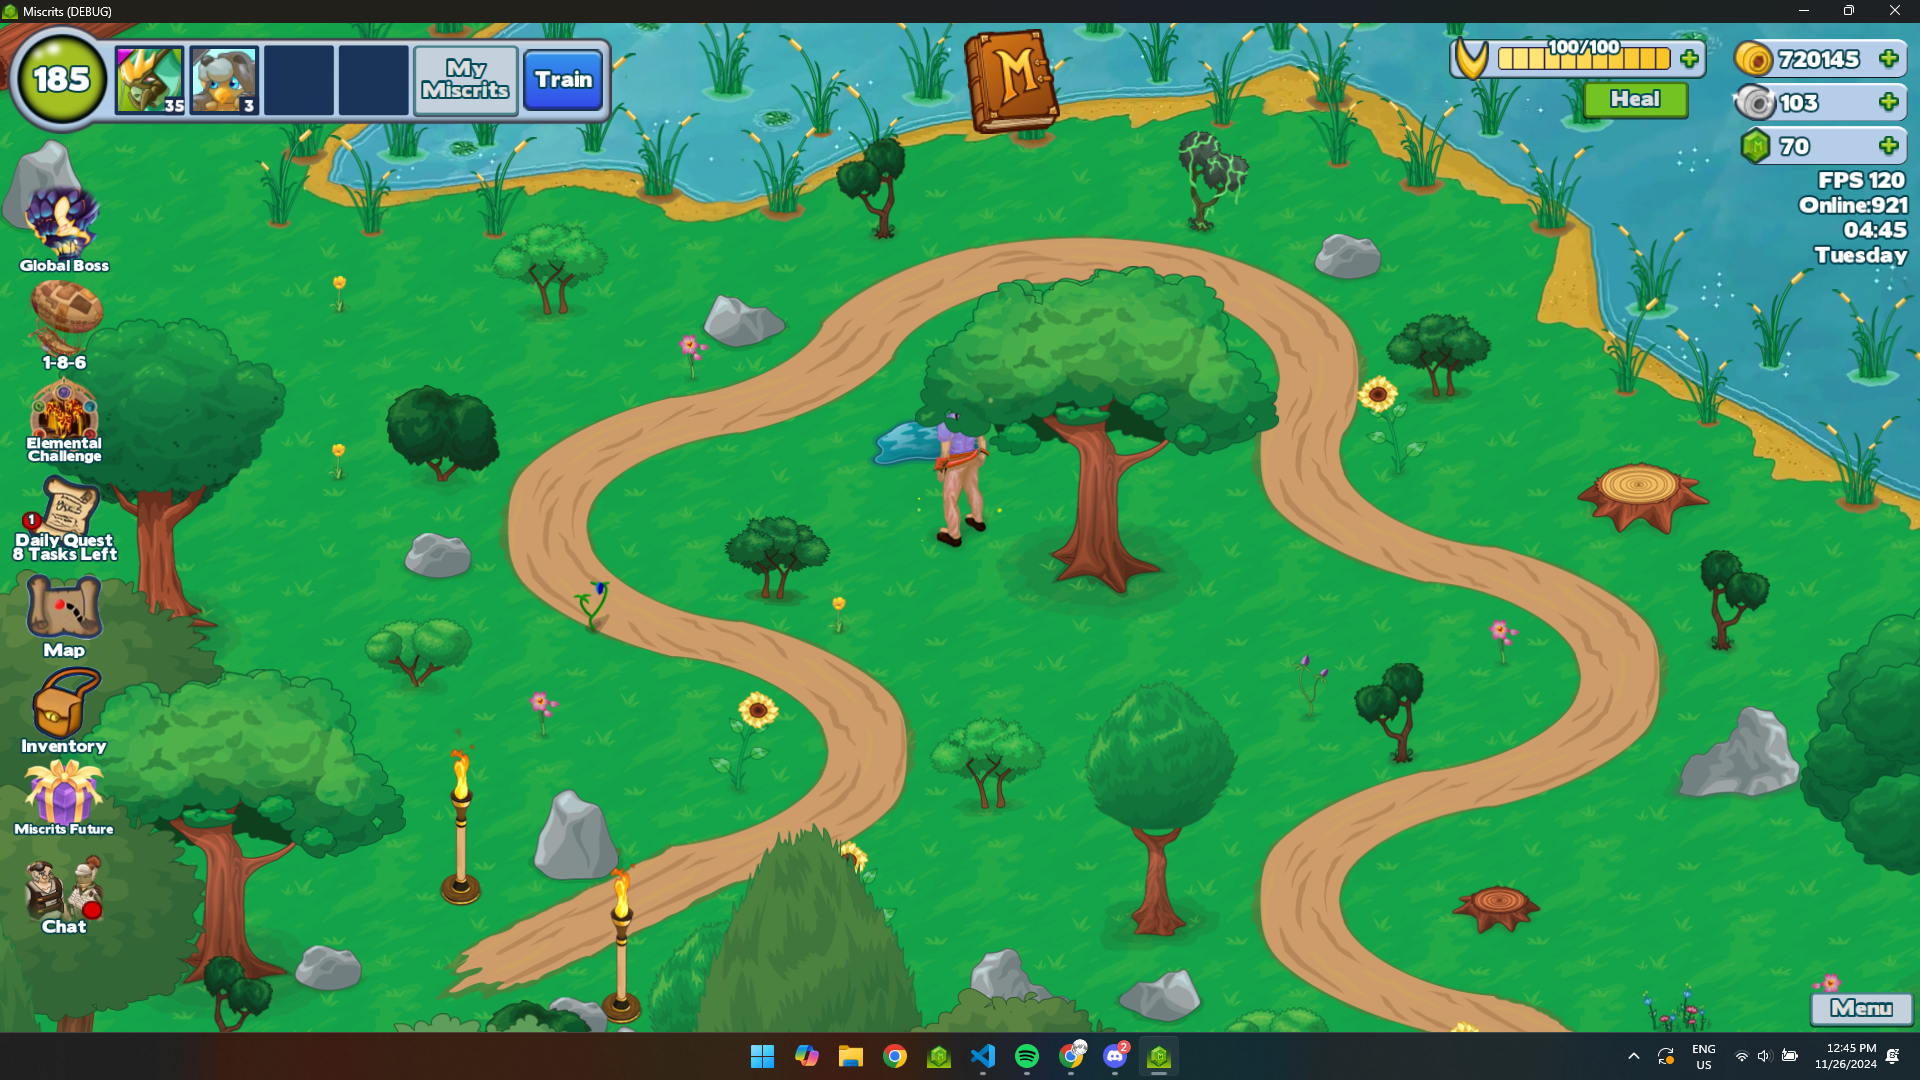 Miscrits (DEBUG)
185
35
3
My
Miscrits
Train
M
100/100
Heal
720145
103
70
FPS 120
Online:921
04:45
Tuesday
Global Boss
1-8-6
Elemental
Challenge
1
Daily Quest
8 Tasks Left
Map
Inventory
Miscrits Future
Chat
Menu
2
ENG
US
12:45 PM
11/26/2024